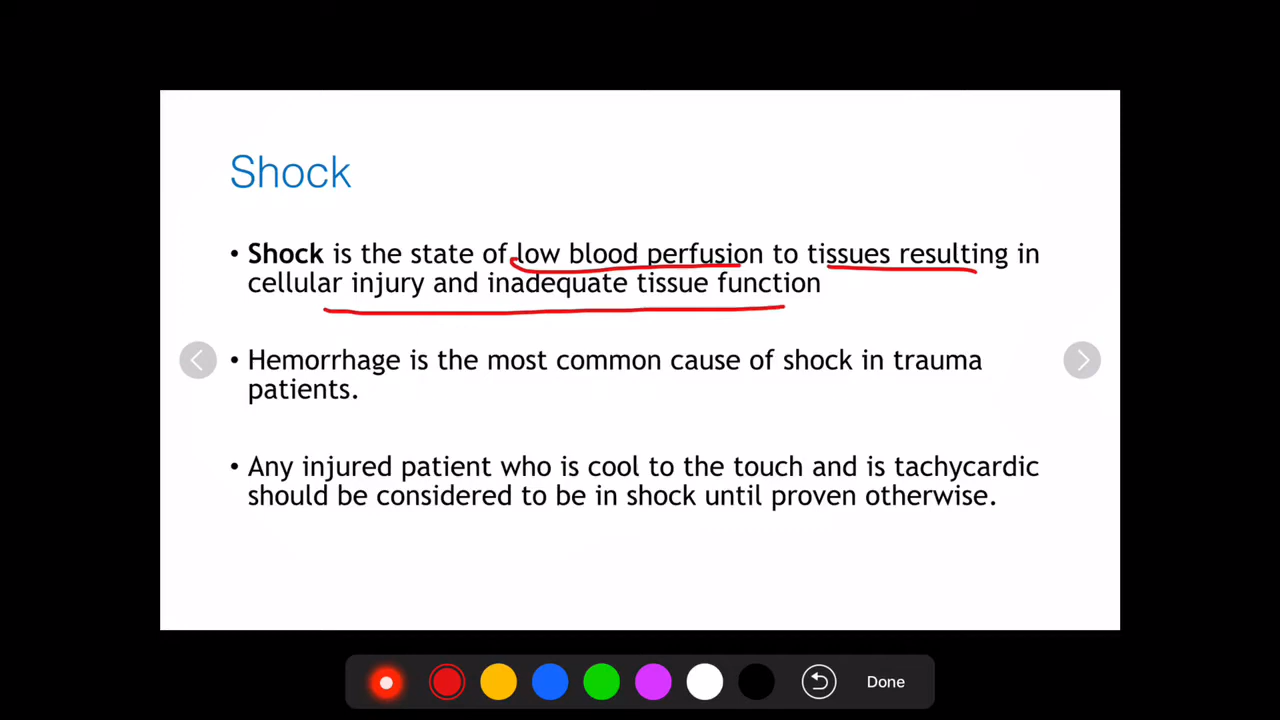 Shock
• Shock is the state of low blood perfusion to tissues resulting in
cellular injury and inadequate tissue function
• Hemorrhage is the most common cause of shock in trauma
patients.
• Any injured patient who is cool to the touch and is tachycardic
should be considered to be in shock until proven otherwise.
Done